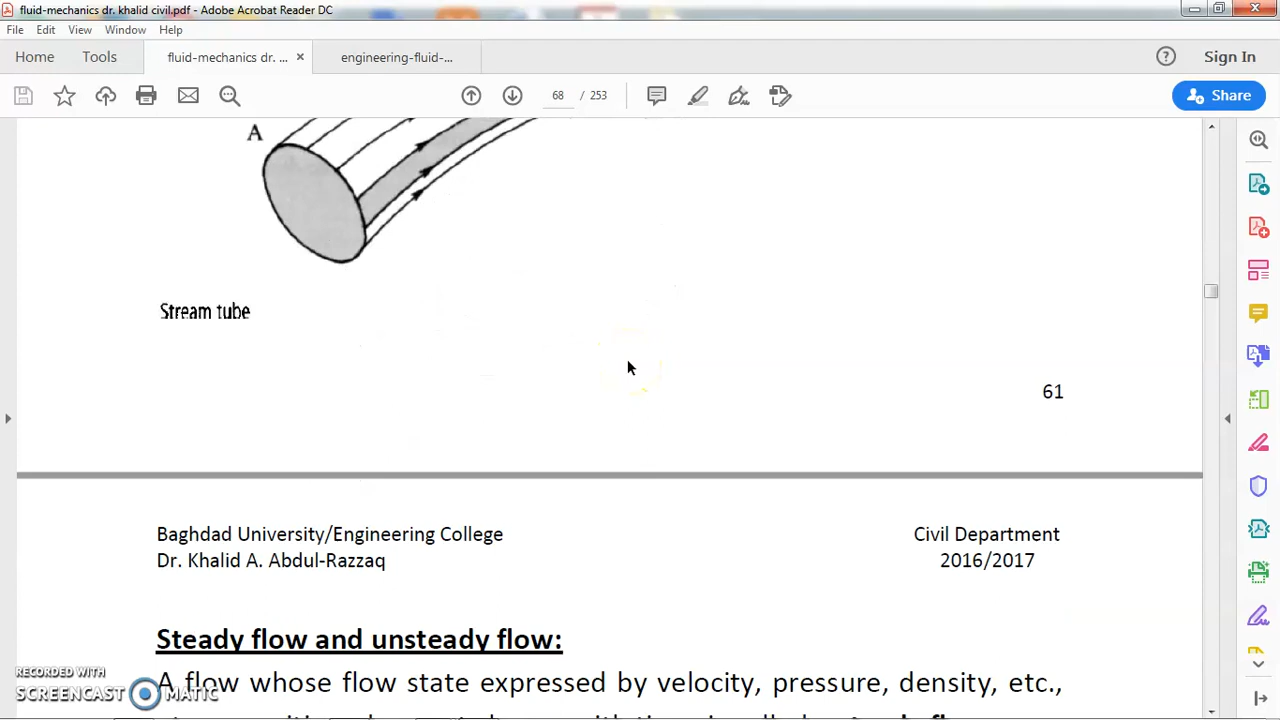 fluid-mechanics dr. khalid civil.pdf - Adobe Acrobat Reader DC
File Edit View Window Help
Home Tools fluid-mechanics dr. ... × engineering-fluid-... Sign In
68 / 253 Share
A
Stream tube
61
Baghdad University/Engineering College Civil Department
Dr. Khalid A. Abdul-Razzaq 2016/2017
Steady flow and unsteady flow:
A flow whose flow state expressed by velocity, pressure, density, etc.,
RECORDED WITH
SCREENCAST MATIC